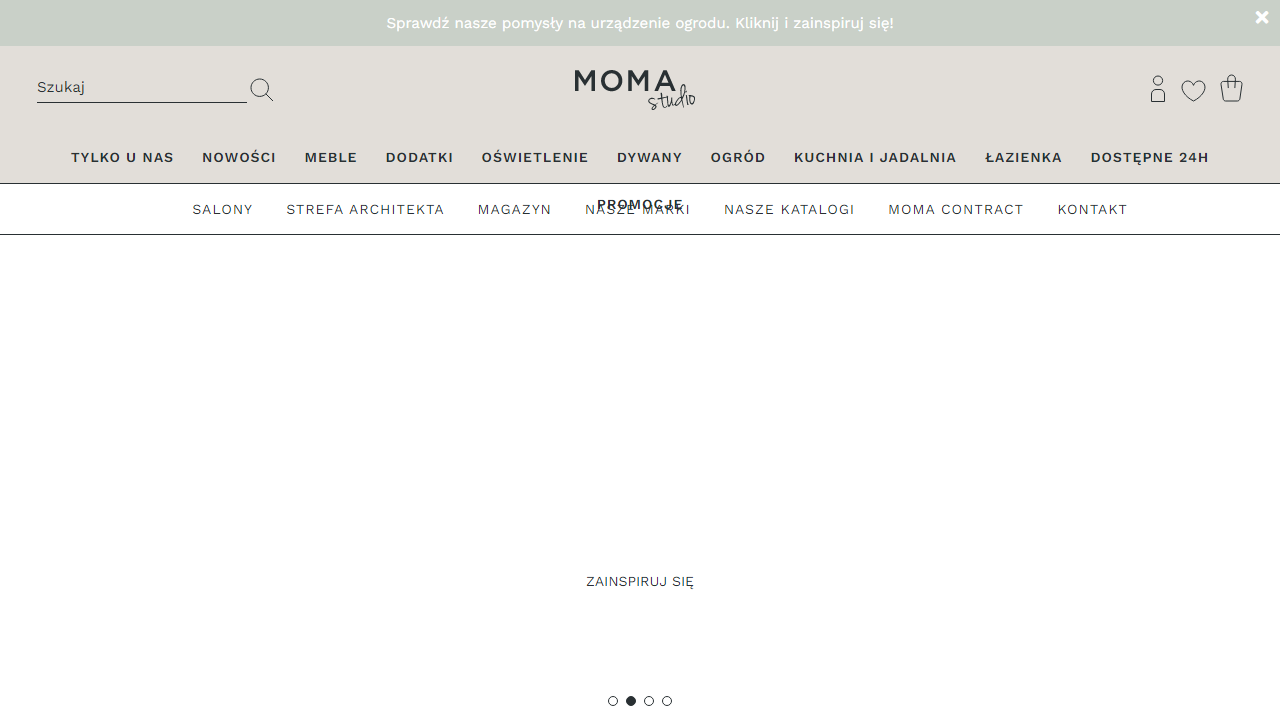 Sprawdź nasze pomysły na urządzenie ogrodu. Kliknij i zainspiruj się!
Szukaj
MOMA
studio
TYLKO U NAS NOWOŚCI MEBLE DODATKI OŚWIETLENIE DYWANY OGRÓD KUCHNIA I JADALNIA ŁAZIENKA DOSTĘPNE 24H
PROMOCJE
SALONY STREFA ARCHITEKTA MAGAZYN NASZE MARKI NASZE KATALOGI MOMA CONTRACT KONTAKT
ZAINSPIRUJ SIĘ